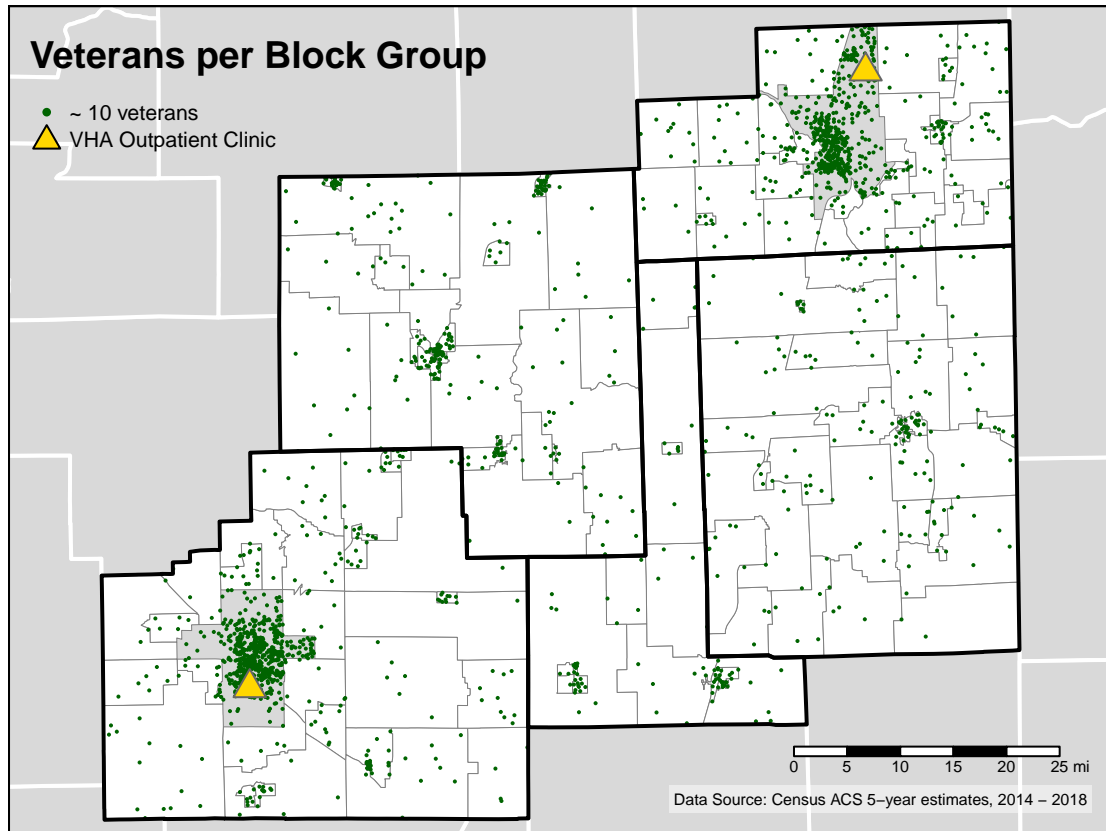 Veterans per Block Group
~ 10 veterans
VHA Outpatient Clinic
0 5 10 15 20 25 mi
Data Source: Census ACS 5−year estimates, 2014 − 2018